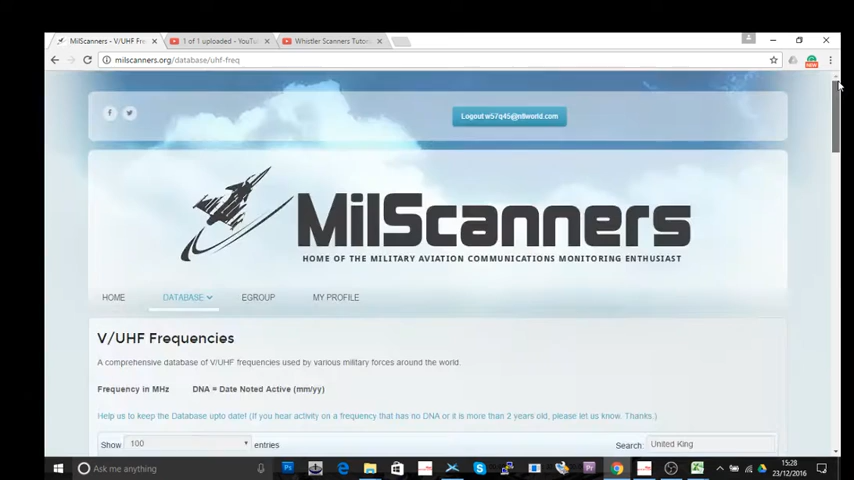 MilScanners - V/UHF Fre
1 of 1 uploaded - YouTu
Whistler Scanners Tutor
milscanners.org/database/uhf-freq
NEW
Logout w57q45@nllworld.com
MilScanners
HOME OF THE MILITARY AVIATION COMMUNICATIONS MONITORING ENTHUSIAST
HOME
DATABASE
EGROUP
MY PROFILE
V/UHF Frequencies
A comprehensive database of V/UHF frequencies used by various military forces around the world.
Frequency in MHz DNA = Date Noted Active (mm/yy)
Help us to keep the Database upto date! (If you hear activity on a frequency that has no DNA or it is more than 2 years old, please let us know. Thanks.)
Show 100 entries
Search: United King
Ask me anything
15:28
23/12/2016